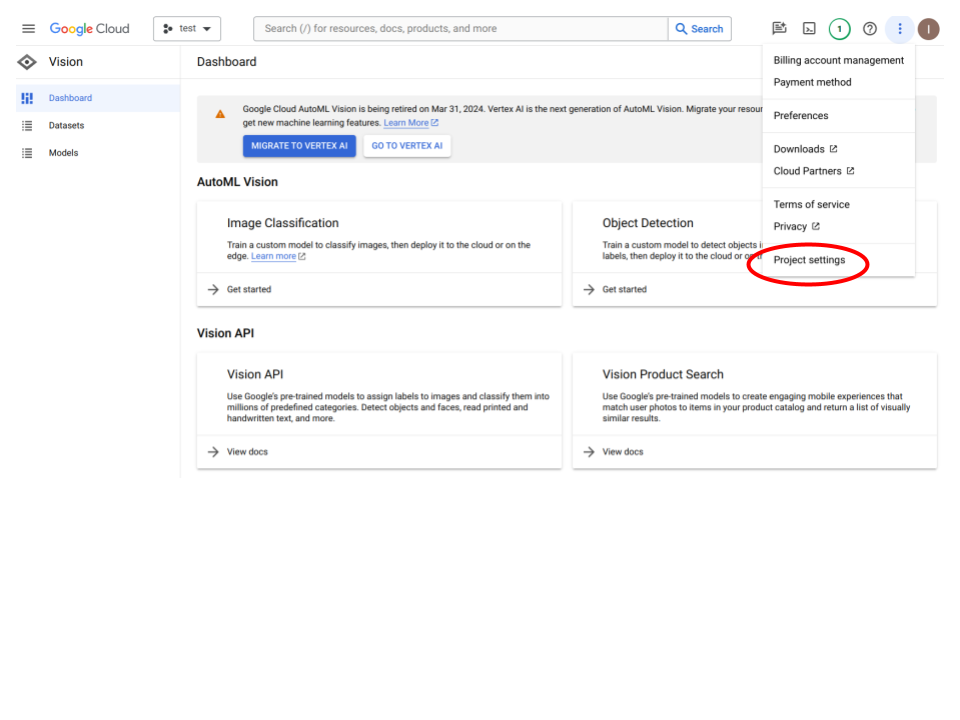 Google Cloud
test
Search (/) for resources, docs, products, and more
Search
1
I
Vision
Dashboard
Dashboard
Datasets
Models
Billing account management
Payment method
Preferences
Downloads
Cloud Partners
Terms of service
Privacy
Project settings
Google Cloud AutoML Vision is being retired on Mar 31, 2024. Vertex AI is the next generation of AutoML Vision. Migrate your
get new machine learning features. Learn More
MIGRATE TO VERTEX AI
GO TO VERTEX AI
AutoML Vision
Image Classification
Train a custom model to classify images, then deploy it to the cloud or on the
edge. Learn more
Get started
Object Detection
Train a custom model to detect objects
labels, then deploy it to the cloud or
Get started
Vision API
Vision API
Use Google's pre-trained models to assign labels to images and classify them into
millions of predefined categories. Detect objects and faces, read printed and
handwritten text, and more.
View docs
Vision Product Search
Use Google's pre-trained models to create engaging mobile experiences that
match user photos to items in your product catalog and return a list of visually
similar results.
View docs